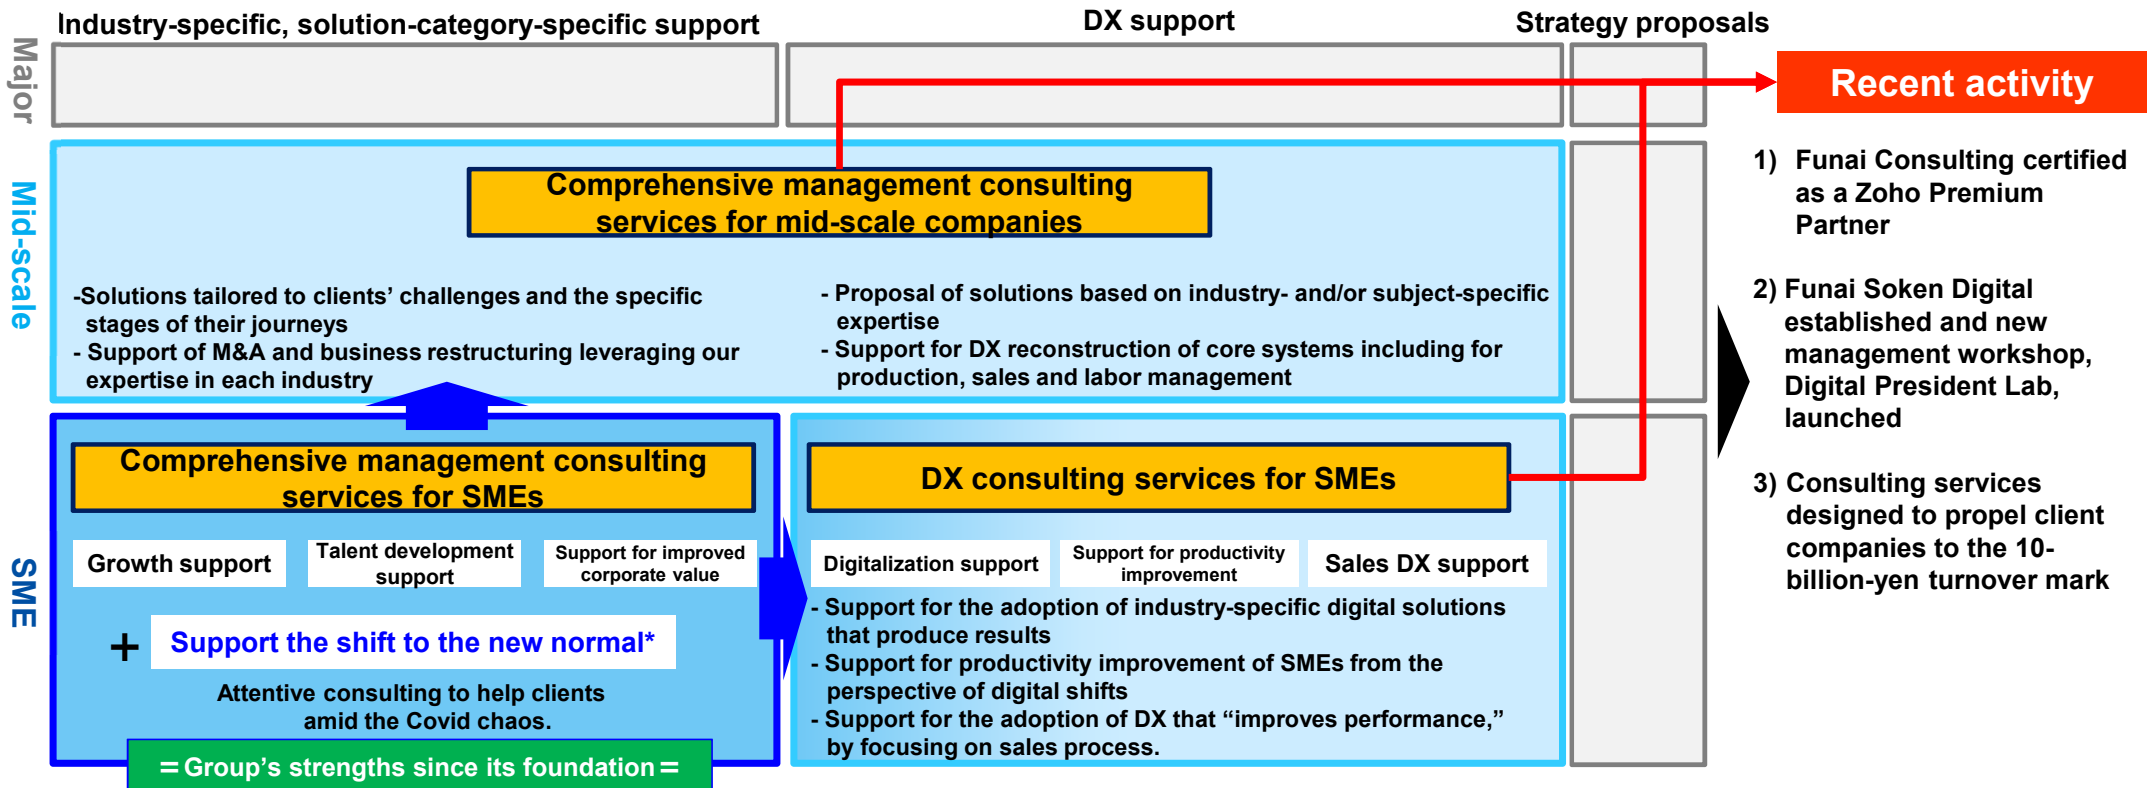 Industry-specific, solution-category-specific support
DX support
Strategy proposals
Major
Recent activity
Mid-scale
Comprehensive management consulting
services for mid-scale companies
-Solutions tailored to clients’ challenges and the specific
stages of their journeys
- Support of M&A and business restructuring leveraging our
expertise in each industry
- Proposal of solutions based on industry- and/or subject-specific
expertise
- Support for DX reconstruction of core systems including for
production, sales and labor management
SME
Comprehensive management consulting
services for SMEs
Growth support
Talent development
support
Support for improved
corporate value
+ Support the shift to the new normal*
Attentive consulting to help clients
amid the Covid chaos.
= Group’s strengths since its foundation =
DX consulting services for SMEs
Digitalization support
Support for productivity
improvement
Sales DX support
- Support for the adoption of industry-specific digital solutions
that produce results
- Support for productivity improvement of SMEs from the
perspective of digital shifts
- Support for the adoption of DX that “improves performance,”
by focusing on sales process.
1) Funai Consulting certified
as a Zoho Premium
Partner
2) Funai Soken Digital
established and new
management workshop,
Digital President Lab,
launched
3) Consulting services
designed to propel client
companies to the 10-
billion-yen turnover mark